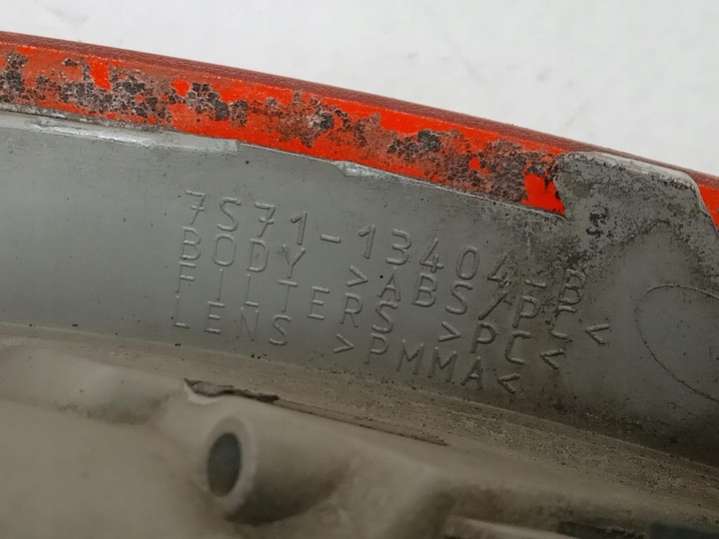 7S71-13404-B
BODY >ABS/PC<
FILTERS >PC<
LENS >PMMA<